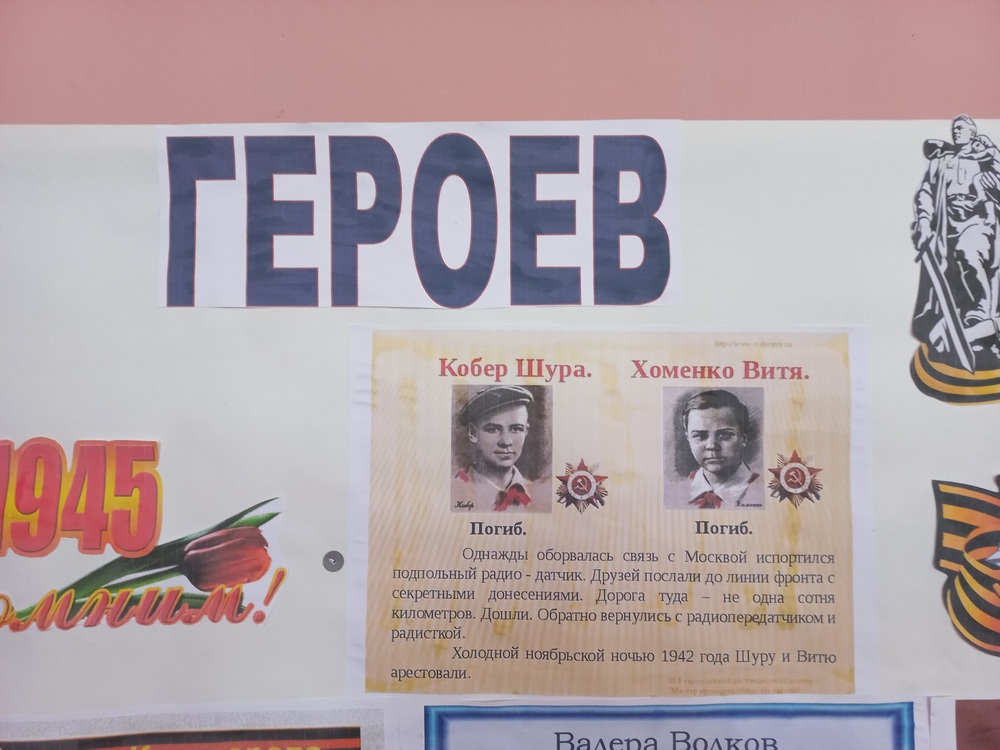 ГЕРОЕВ
Кобер Шура. Хоменко Витя.
Погиб. Погиб.
Однажды оборвалась связь с Москвой испортился
подпольный радио - датчик. Друзей послали до линии фронта с
секретными донесениями. Дорога туда – не одна сотня
километров. Дошли. Обратно вернулись с радиопередатчиком и
радисткой.
Холодной ноябрьской ночью 1942 года Шуру и Витю
арестовали.
1945
омним!
Валера Волков